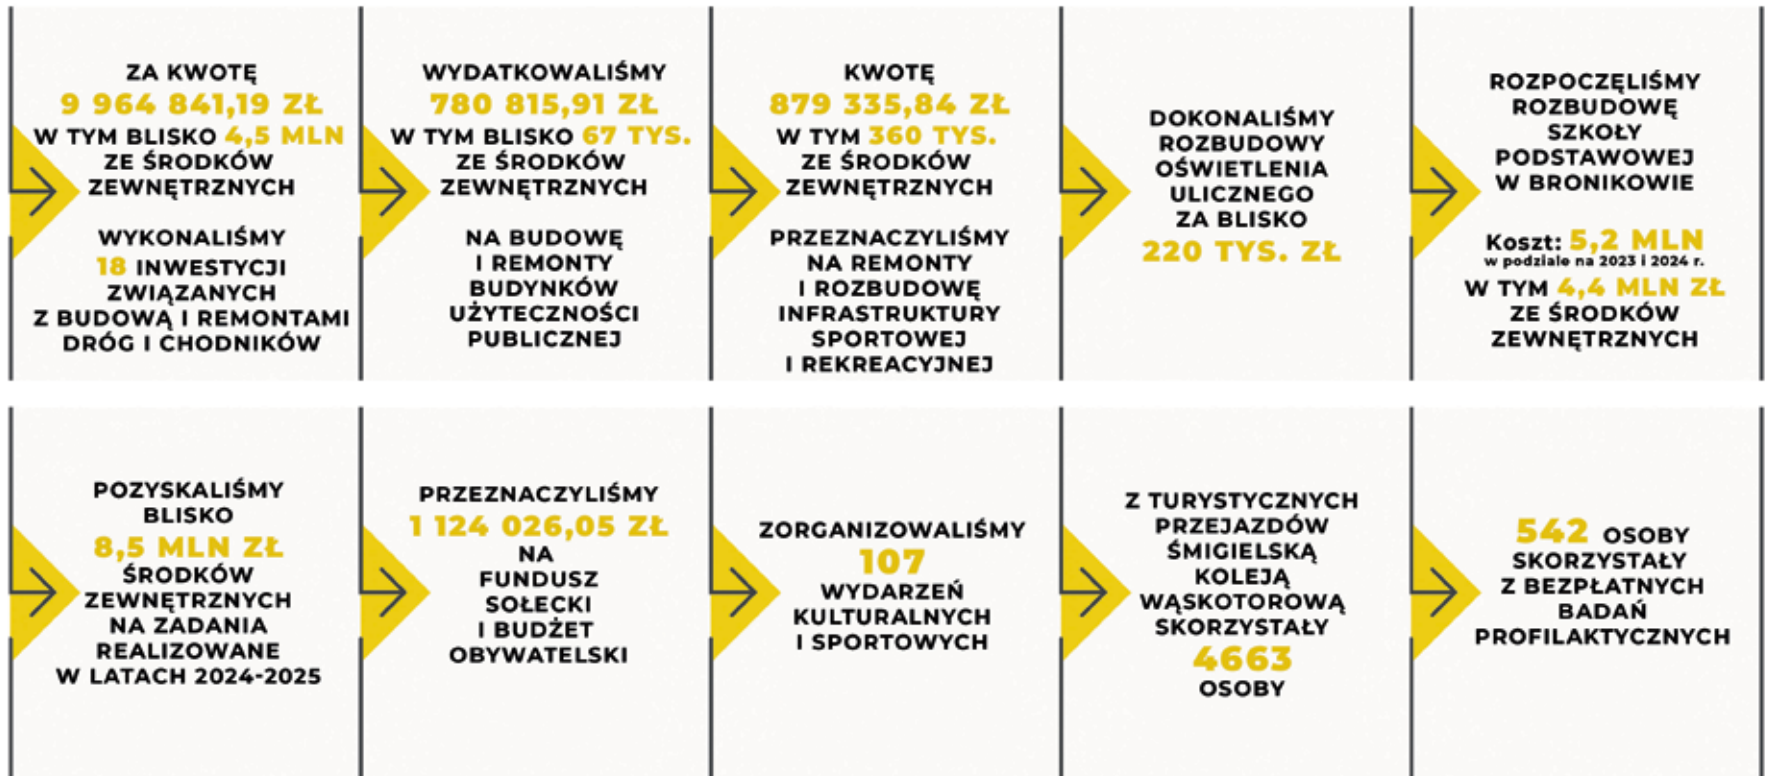 ZA KWOTĘ
9 964 841,19 ZŁ
W TYM BLISKO 4,5 MLN
ZE ŚRODKÓW
ZEWNĘTRZNYCH
WYKONALIŚMY
18 INWESTYCJI
ZWIĄZANYCH
Z BUDOWĄ I REMONTAMI
DRÓG I CHODNIKÓW
WYDATKOWALIŚMY
780 815,91 ZŁ
W TYM BLISKO 67 TYS.
ZE ŚRODKÓW
ZEWNĘTRZNYCH
NA BUDOWĘ
I REMONTY
BUDYNKÓW
UŻYTECZNOŚCI
PUBLICZNEJ
KWOTĘ
879 335,84 ZŁ
W TYM 360 TYS.
ZE ŚRODKÓW
ZEWNĘTRZNYCH
PRZEZNACZYLIŚMY
NA REMONTY
I ROZBUDOWĘ
INFRASTRUKTURY
SPORTOWEJ
I REKREACYJNEJ
DOKONALIŚMY
ROZBUDOWY
OŚWIETLENIA
ULICZNEGO
ZA BLISKO
220 TYS. ZŁ
ROZPOCZĘLIŚMY
ROZBUDOWĘ
SZKOŁY
PODSTAWOWEJ
W BRONIKOWIE
Koszt: 5,2 MLN
w podziale na 2023 i 2024 r.
W TYM 4,4 MLN ZŁ
ZE ŚRODKÓW
ZEWNĘTRZNYCH
POZYSKALIŚMY
BLISKO
8,5 MLN ZŁ
ŚRODKÓW
ZEWNĘTRZNYCH
NA ZADANIA
REALIZOWANE
W LATACH 2024-2025
PRZEZNACZYLIŚMY
1 124 026,05 ZŁ
NA
FUNDUSZ
SOŁECKI
I BUDŻET
OBYWATELSKI
ZORGANIZOWALIŚMY
107
WYDARZEŃ
KULTURALNYCH
I SPORTOWYCH
Z TURYSTYCZNYCH
PRZEJAZDÓW
ŚMIGIELSKĄ
KOLEJĄ
WĄSKOTOROWĄ
SKORZYSTAŁY
4663
OSOBY
542 OSOBY
SKORZYSTAŁY
Z BEZPŁATNYCH
BADAŃ
PROFILAKTYCZNYCH